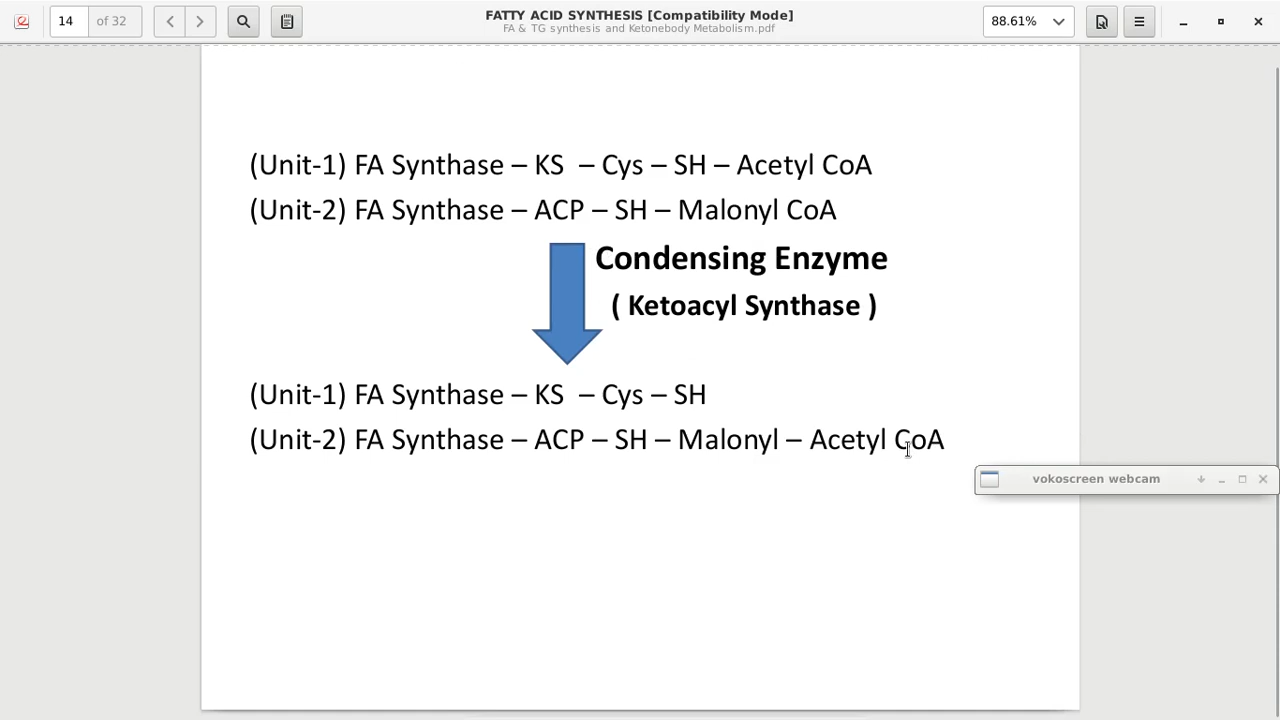 14 of 32
FATTY ACID SYNTHESIS [Compatibility Mode]
FA & TG synthesis and Ketonebody Metabolism.pdf
88.61%
(Unit-1) FA Synthase – KS – Cys – SH – Acetyl CoA
(Unit-2) FA Synthase – ACP – SH – Malonyl CoA
Condensing Enzyme
( Ketoacyl Synthase )
(Unit-1) FA Synthase – KS – Cys – SH
(Unit-2) FA Synthase – ACP – SH – Malonyl – Acetyl CoA
vokoscreen webcam